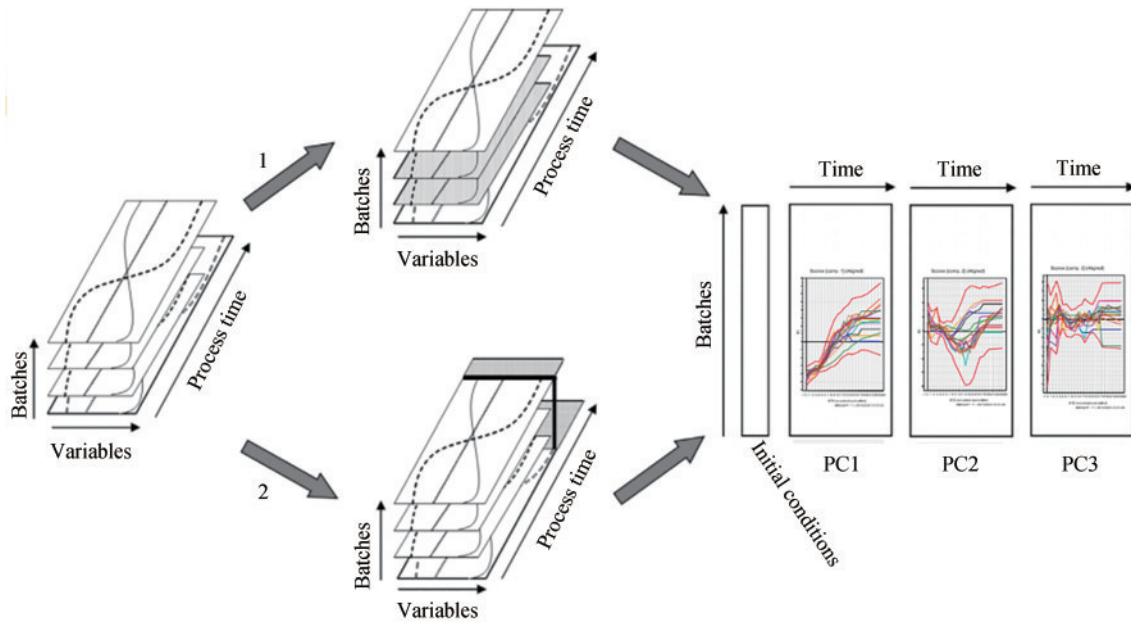 Batches
Variables
Process time
1
Batches
Variables
Process time
2
Batches
Variables
Process time
Batches
Initial conditions
Time
Time
Time
PC1
PC2
PC3